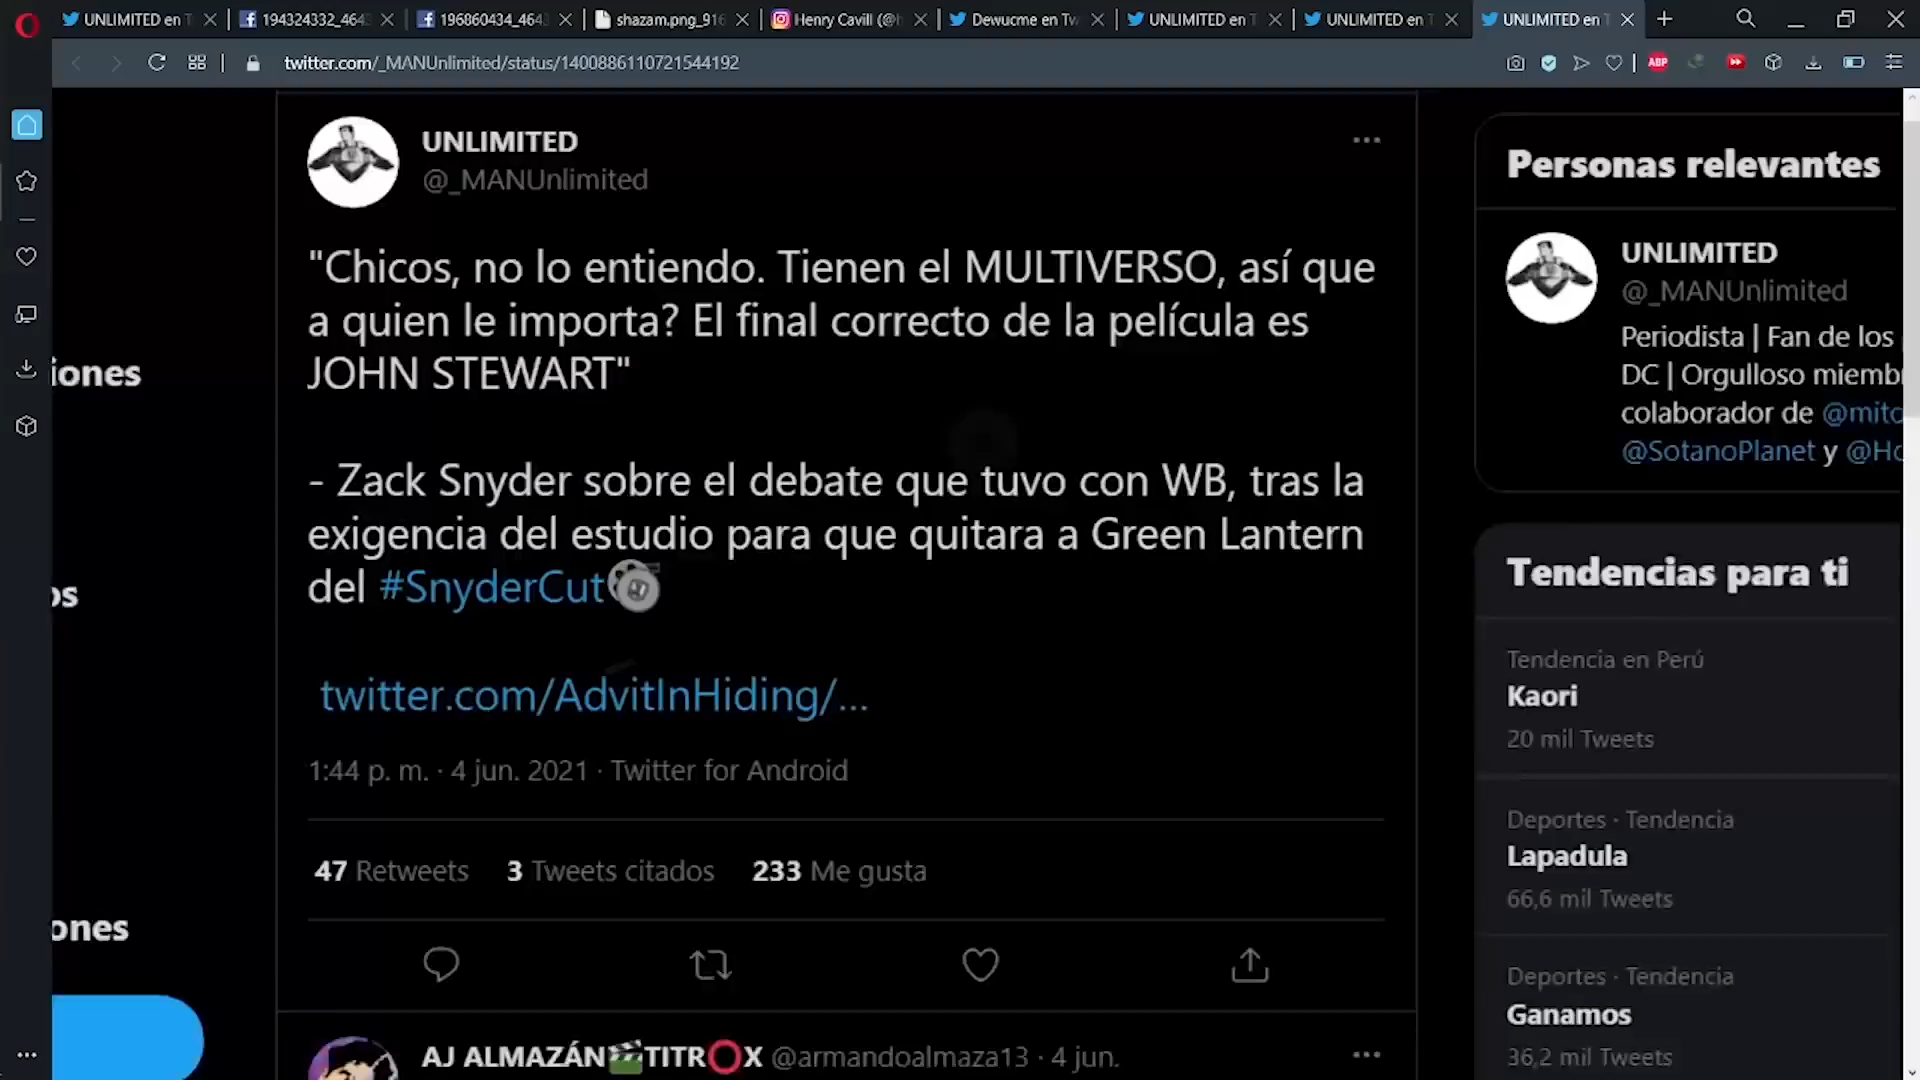 UNLIMITED en T
194324332_464
196860434_464
shazam.png_916
Henry Cavill (@h
Dewucme en Tw
UNLIMITED en T
UNLIMITED en T
UNLIMITED en T
twitter.com/_MANUnlimited/status/1400886110721544192
ABP
UNLIMITED
@_MANUnlimited
"Chicos, no lo entiendo. Tienen el MULTIVERSO, así que
a quien le importa? El final correcto de la película es
JOHN STEWART"
- Zack Snyder sobre el debate que tuvo con WB, tras la
exigencia del estudio para que quitara a Green Lantern
del #SnyderCut
twitter.com/AdvitInHiding/...
1:44 p. m. · 4 jun. 2021 · Twitter for Android
47 Retweets 3 Tweets citados 233 Me gusta
AJ ALMAZÁN🎬TITR⭕X @armandoalmaza13 · 4 jun.
iones
os
ones
Personas relevantes
UNLIMITED
@_MANUnlimited
Periodista | Fan de los
DC | Orgulloso miemb
colaborador de @mito
@SotanoPlanet y @Ho
Tendencias para ti
Tendencia en Perú
Kaori
20 mil Tweets
Deportes · Tendencia
Lapadula
66,6 mil Tweets
Deportes · Tendencia
Ganamos
36,2 mil Tweets